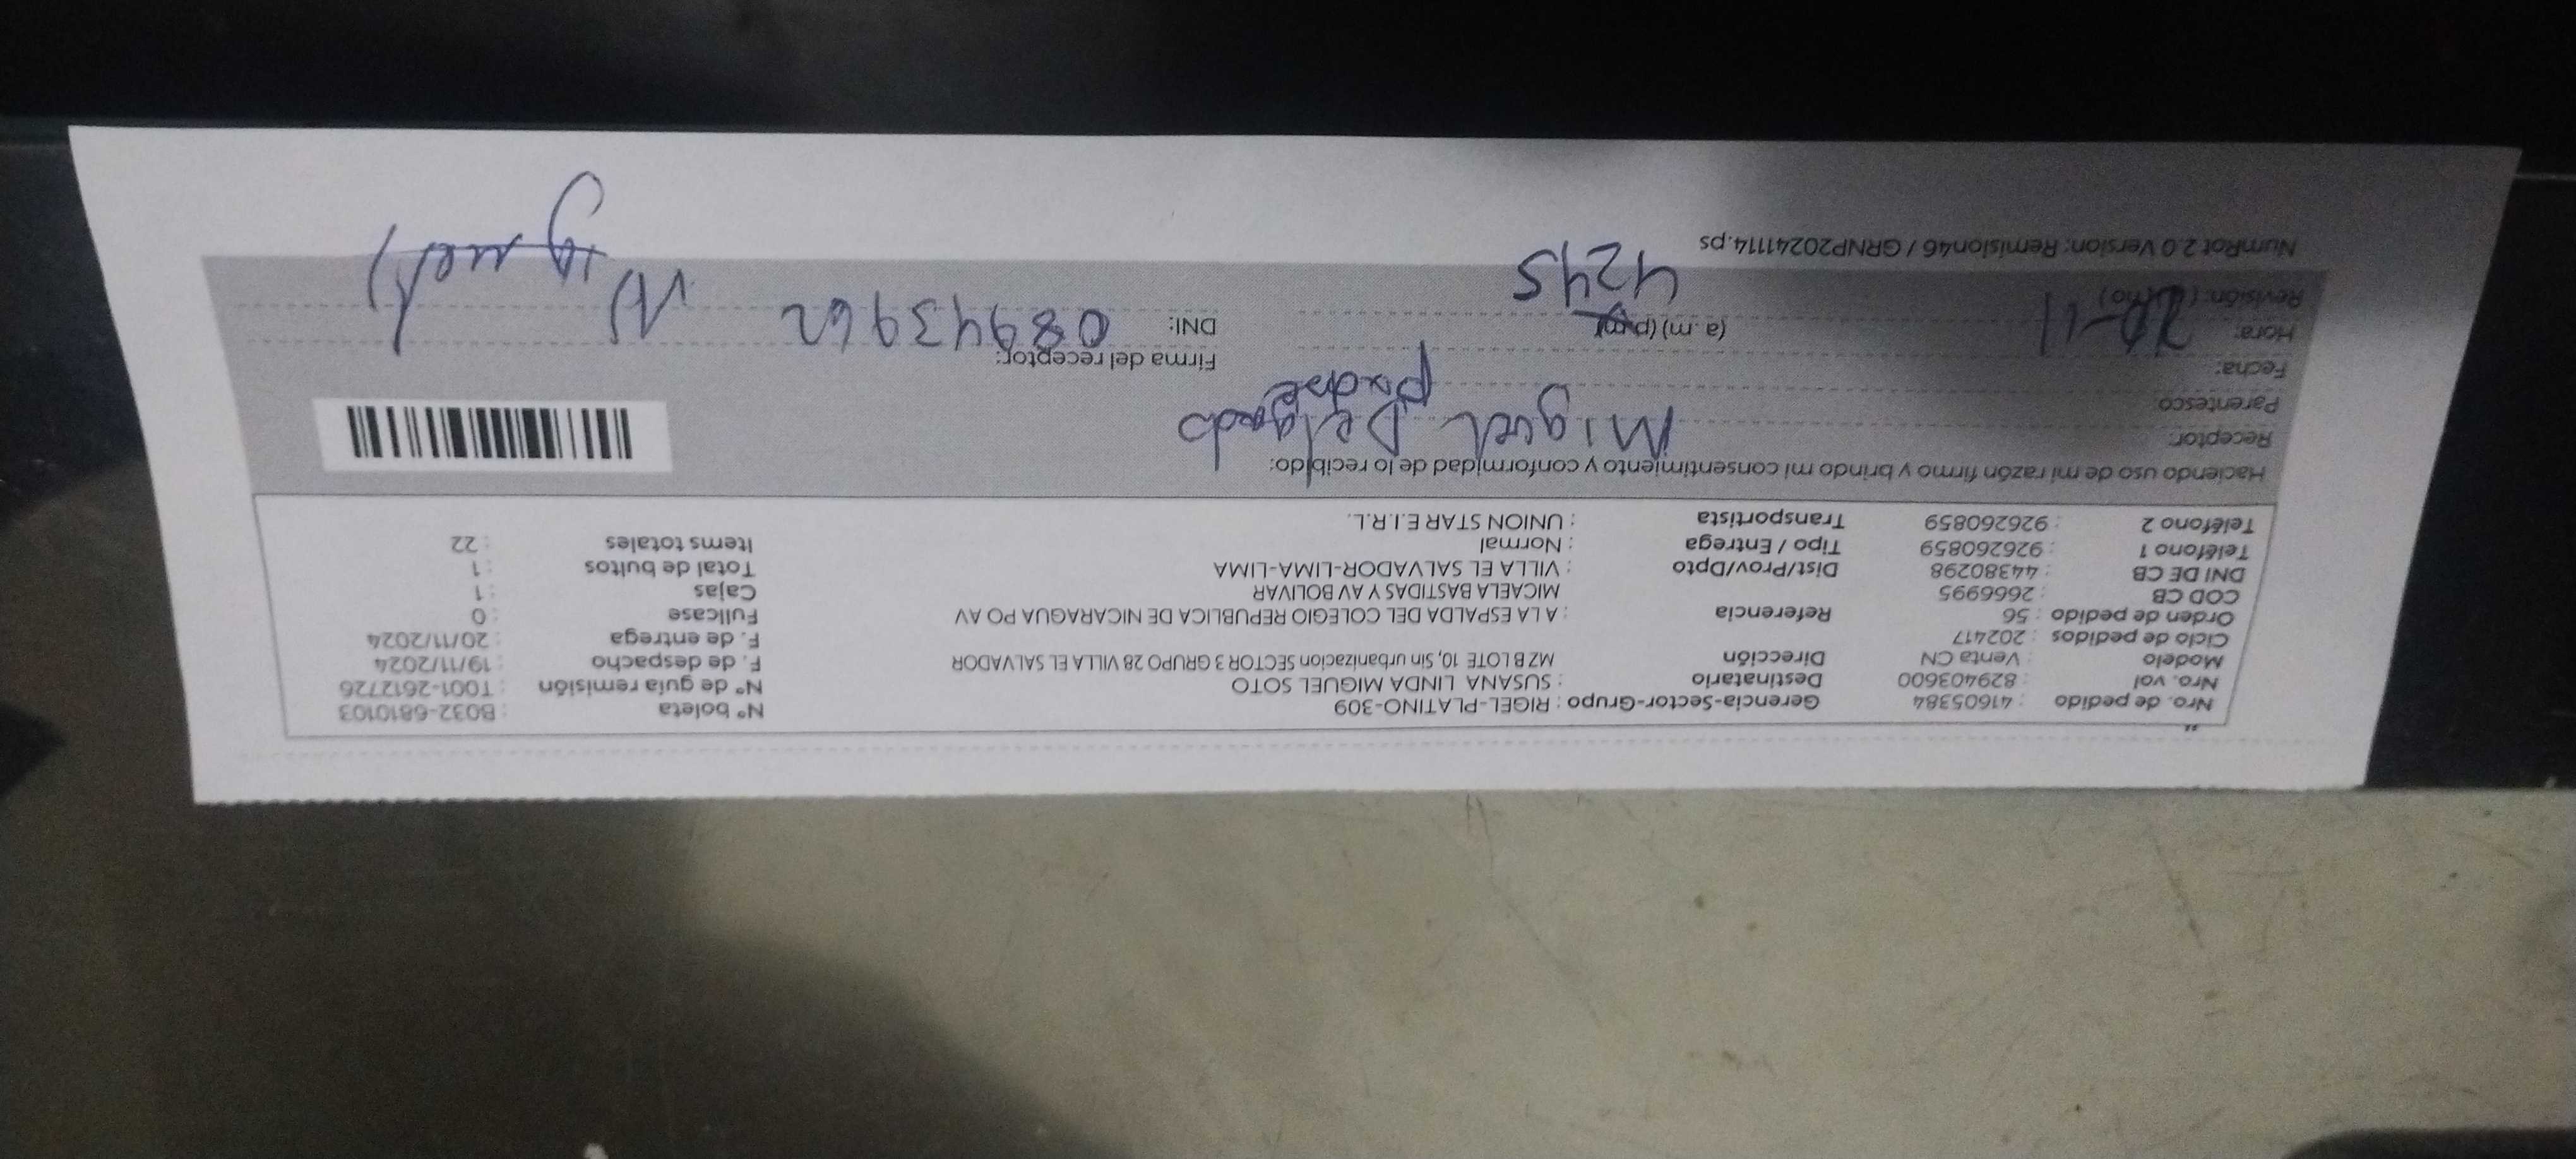 Nro. de pedido : 41605384 Gerencia-Sector-Grupo : RIGEL-PLATINO-309 Nº boleta : B032-6810103
Nro. vol : 829403600 Destinatario : SUSANA LINDA MIGUEL SOTO Nº de guía remisión : T001-2612726
Modelo : Venta CN Dirección MZ B LOTE 10, Sin urbanizacion SECTOR 3 GRUPO 28 VILLA EL SALVADOR F. de despacho : 19/11/2024
Ciclo de pedidos : 202417 F. de entrega : 20/11/2024
Orden de pedido : 56 Referencia : A LA ESPALDA DEL COLEGIO REPUBLICA DE NICARAGUA PO AV Fullcase : 0
COD CB : 2666995 MICAELA BASTIDAS Y AV BOLIVAR Cajas : 1
DNI DE CB : 44380298 Dist/Prov/Dpto : VILLA EL SALVADOR-LIMA-LIMA Total de bultos : 1
Teléfono 1 : 926260859 Tipo / Entrega : Normal Items totales : 22
Teléfono 2 : 926260859 Transportista : UNION STAR E.I.R.L.
Haciendo uso de mi razón firmo y brindo mi consentimiento y conformidad de lo recibido:
Receptor: Miguel Delgado
Parentesco: padre
Fecha: Firma del receptor:
Hora: 20-11 (a. m) (p.m) DNI: 08943962 Miguel
Revisión: 4245
NumRot 2.0 Version: Remision46 / GRNP20241114.ps